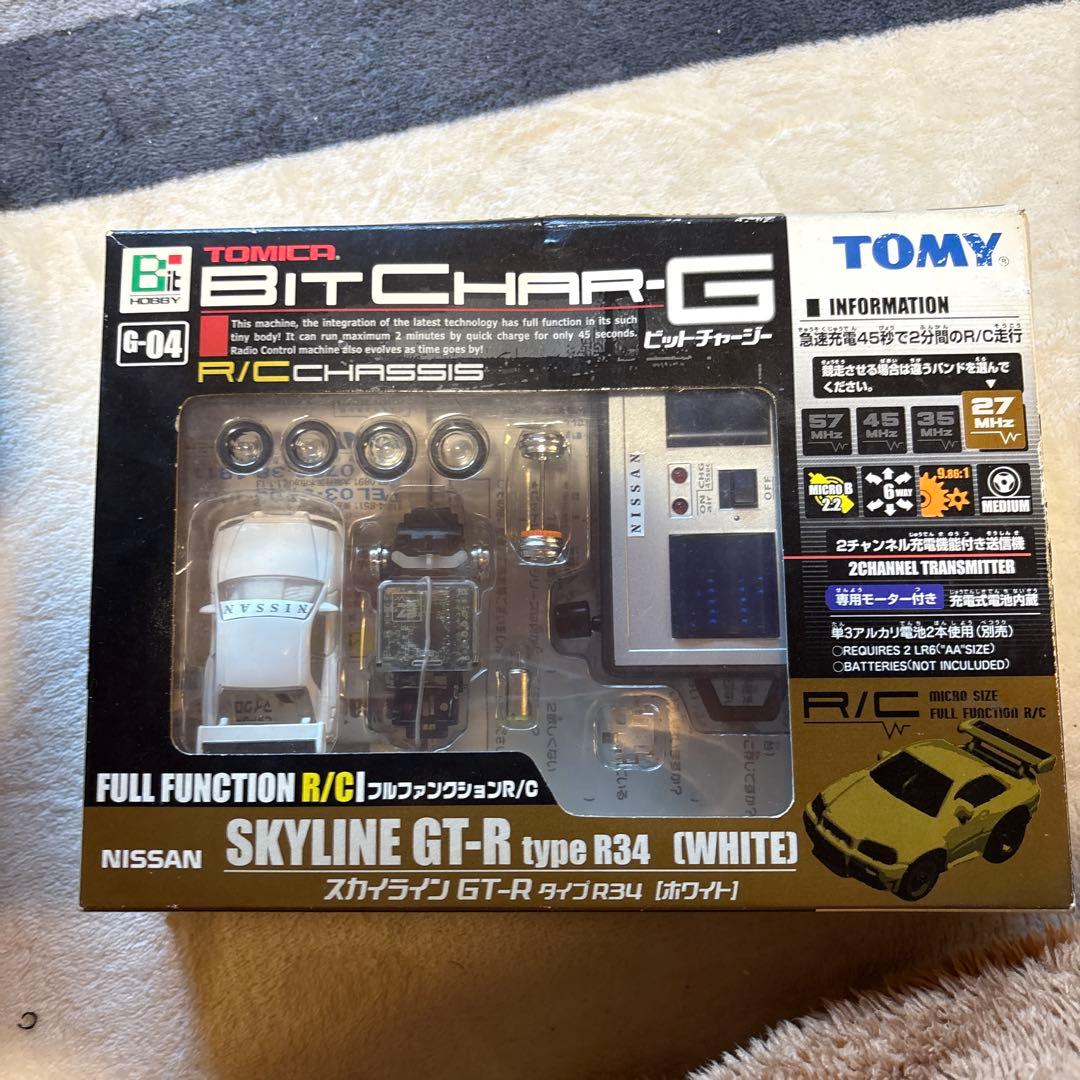 Bit
HOBBY
TOMICA
BIT CHAR-G
ビットチャージー
G-04
This machine, the integration of the latest technology has full function in its such
tiny body! It can run maximum 2 minutes by quick charge for only 45 seconds.
Radio Control machine also evolves as time goes by!
R/C CHASSIS
NISSAN
NISSAN
ON air
CHG 45sec
OFF
FULL FUNCTION R/C フルファンクションR/C
NISSAN
SKYLINE GT-R type R34 (WHITE)
スカイライン GT-R タイプR34 [ホワイト]
TOMY
INFORMATION
急速充電45秒で2分間のR/C走行
競走させる場合は違うバンドを選んで
ください。
57 MHz
45 MHz
35 MHz
27 MHz
MICRO B 2.2
6 WAY
9.86:1
MEDIUM
2チャンネル充電機能付き送信機
2CHANNEL TRANSMITTER
専用モーター付き 充電式電池内蔵
単3アルカリ電池2本使用(別売)
○REQUIRES 2 LR6("AA"SIZE)
○BATTERIES(NOT INCULUDED)
R/C
MICRO SIZE
FULL FUNCTION R/C